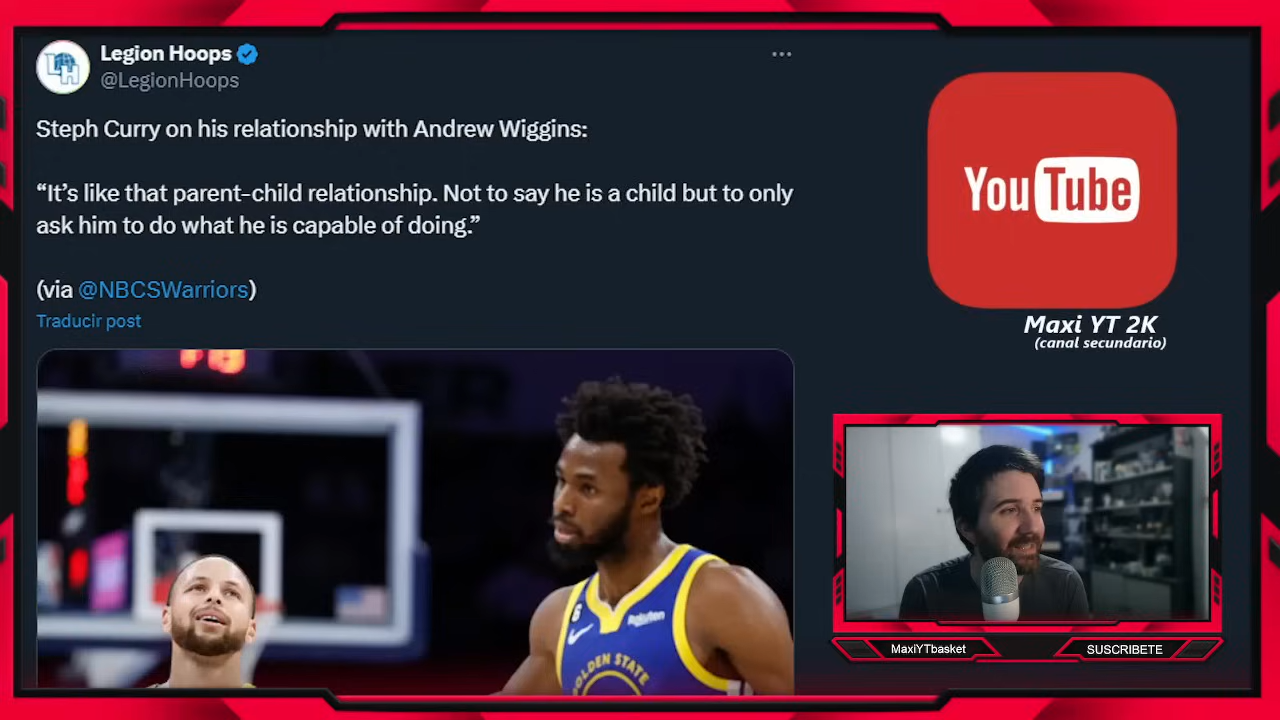 Legion Hoops
@LegionHoops
Steph Curry on his relationship with Andrew Wiggins:
“It’s like that parent-child relationship. Not to say he is a child but to only
ask him to do what he is capable of doing.”
(via @NBCSWarriors)
Traducir post
YouTube
Maxi YT 2K
(canal secundario)
Rakuten
GOLDEN STATE
MaxiYTbasket
SUSCRIBETE